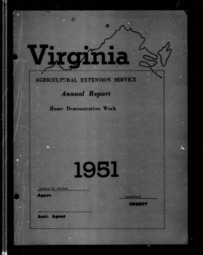 Virginia
AGRICULTURAL EXTENSION SERVICE
Annual Report
Home Demonstration Work
1951
Agent
COUNTY
Asst. Agent